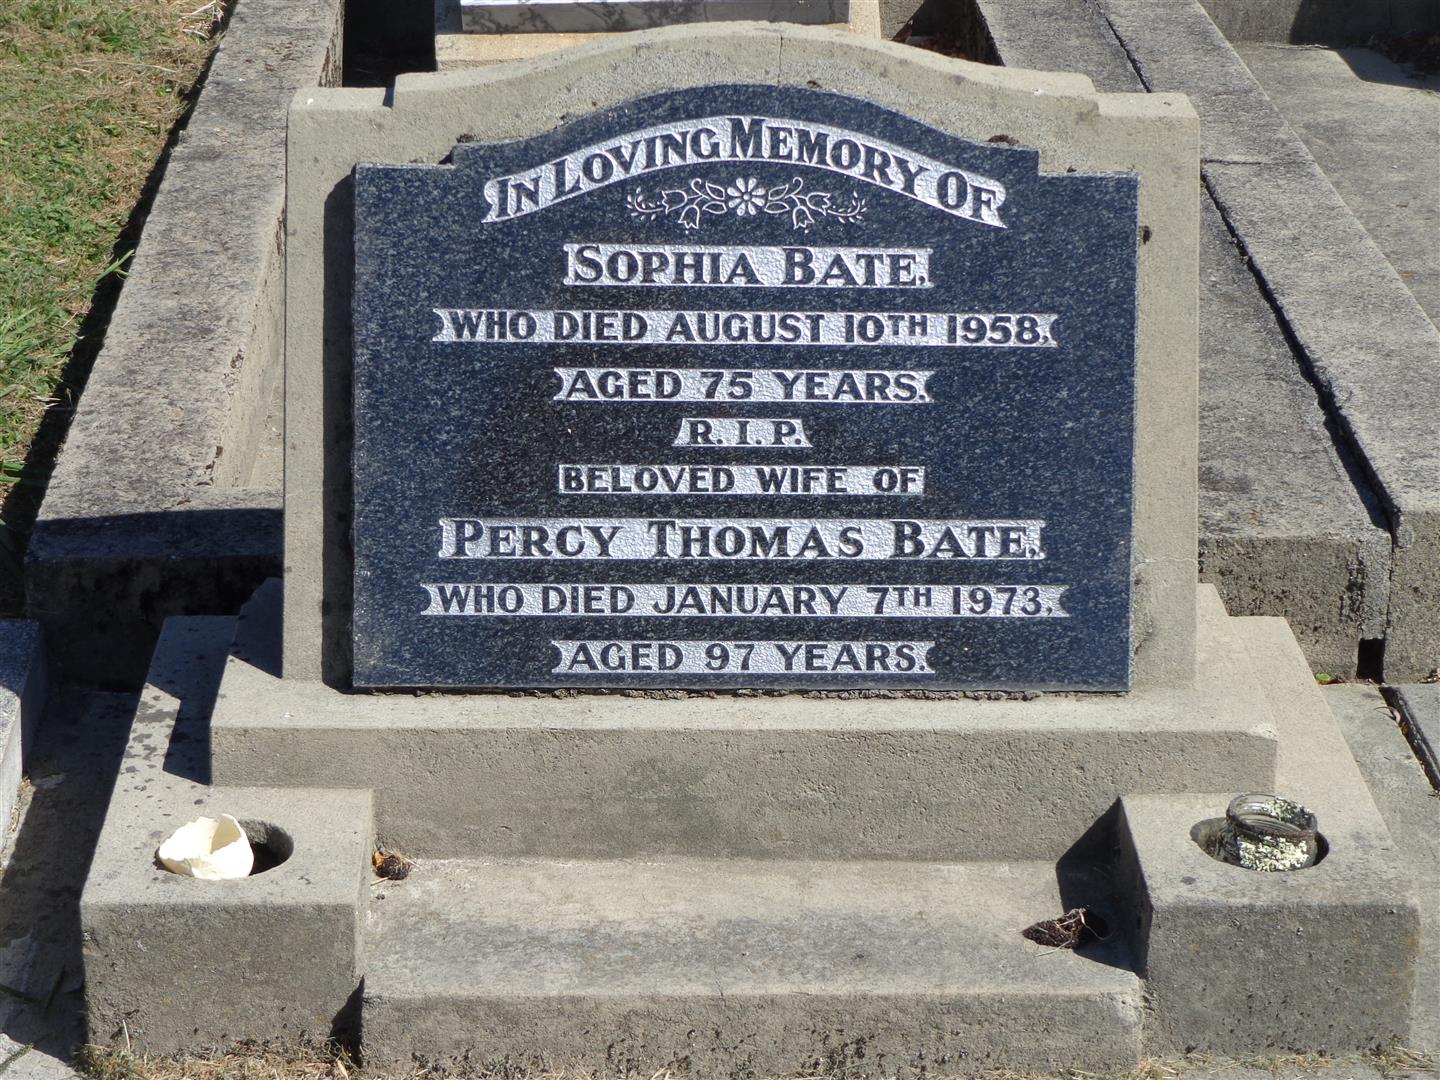 IN LOVING MEMORY OF
SOPHIA BATE.
WHO DIED AUGUST 10TH 1958.
AGED 75 YEARS.
R.I.P.
BELOVED WIFE OF
PERCY THOMAS BATE.
WHO DIED JANUARY 7TH 1973.
AGED 97 YEARS.